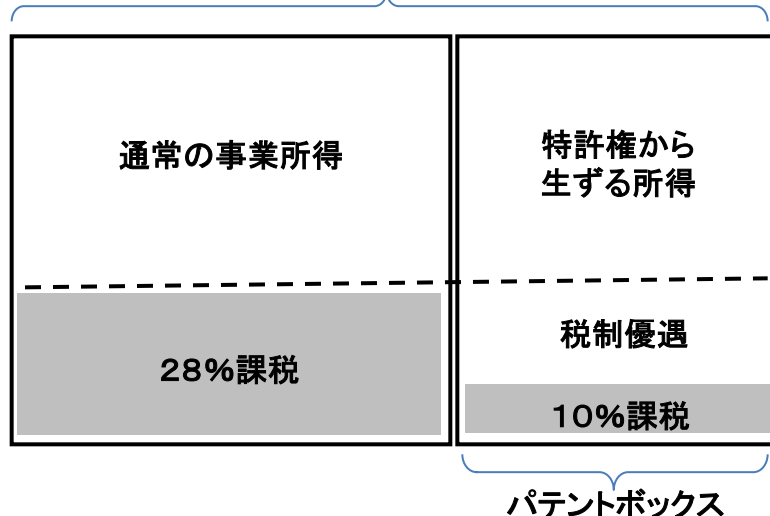 通常の事業所得
特許権から
生ずる所得
税制優遇
28%課税
10%課税
パテントボックス